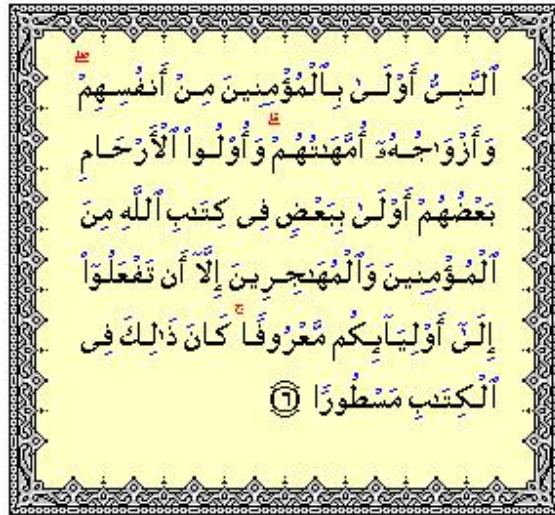 ٱلنَّبِىُّ أَوْلَىٰ بِٱلْمُؤْمِنِينَ مِنْ أَنفُسِهِمْ ۖ
وَأَزْوَٰجُهُۥٓ أُمَّهَـٰتُهُمْ ۗ وَأُو۟لُوا۟ ٱلْأَرْحَامِ
بَعْضُهُمْ أَوْلَىٰ بِبَعْضٍ فِى كِتَـٰبِ ٱللَّهِ مِنَ
ٱلْمُؤْمِنِينَ وَٱلْمُهَـٰجِرِينَ إِلَّآ أَن تَفْعَلُوٓا۟
إِلَىٰٓ أَوْلِيَآئِكُم مَّعْرُوفًا ۚ كَانَ ذَٰلِكَ فِى
ٱلْكِتَـٰبِ مَسْطُورًا ٦